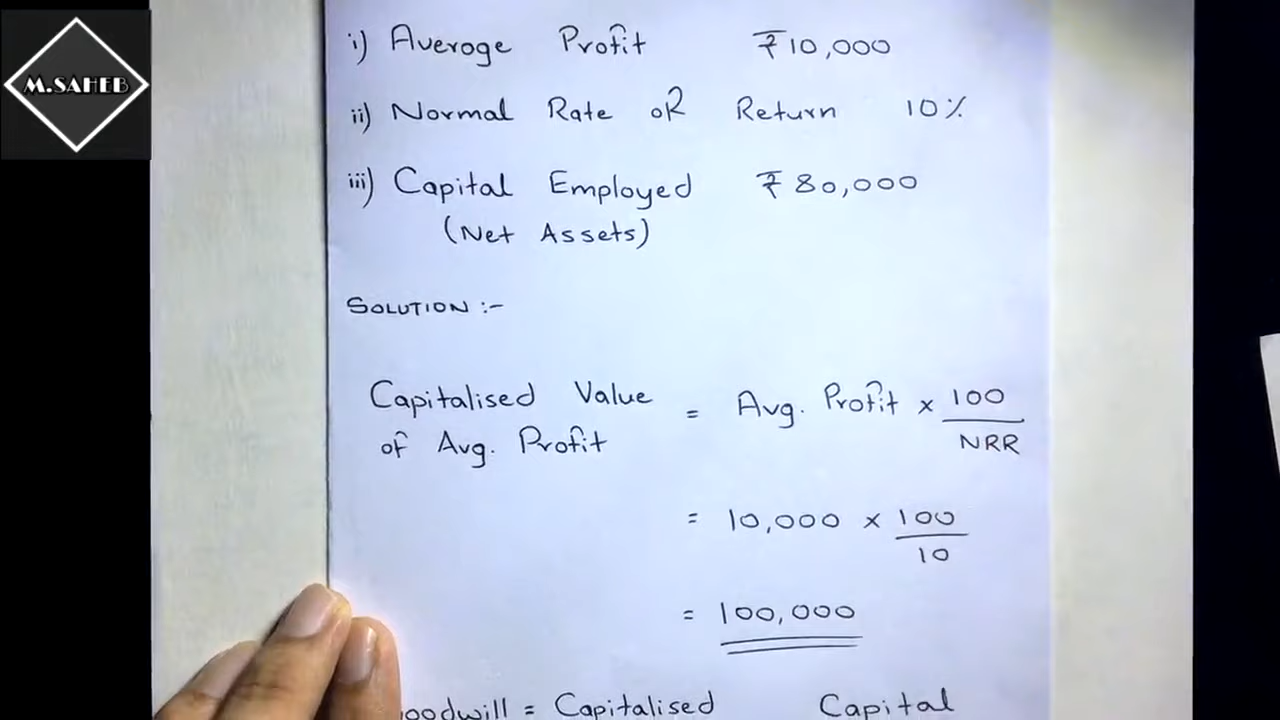 M.SAHEB
i) Averoge Profit ₹10,000
ii) Normal Rate oR Return 10%
iii) Capital Employed ₹80,000
(Net Assets)
SOLUTION :-
Capitalised Value = Avg. Profit × 100
of Avg. Profit NRR
= 10,000 × 100
10
= 100,000
oodwill = Capitalised Capital